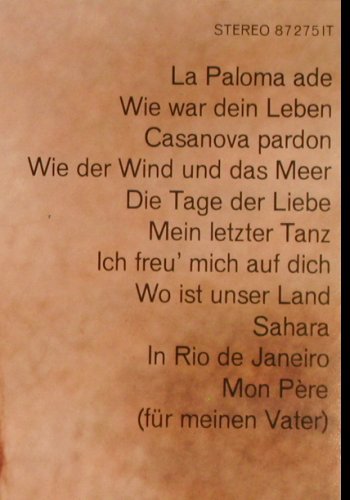 STEREO 87275 IT
La Paloma ade
Wie war dein Leben
Casanova pardon
Wie der Wind und das Meer
Die Tage der Liebe
Mein letzter Tanz
Ich freu' mich auf dich
Wo ist unser Land
Sahara
In Rio de Janeiro
Mon Père
(für meinen Vater)